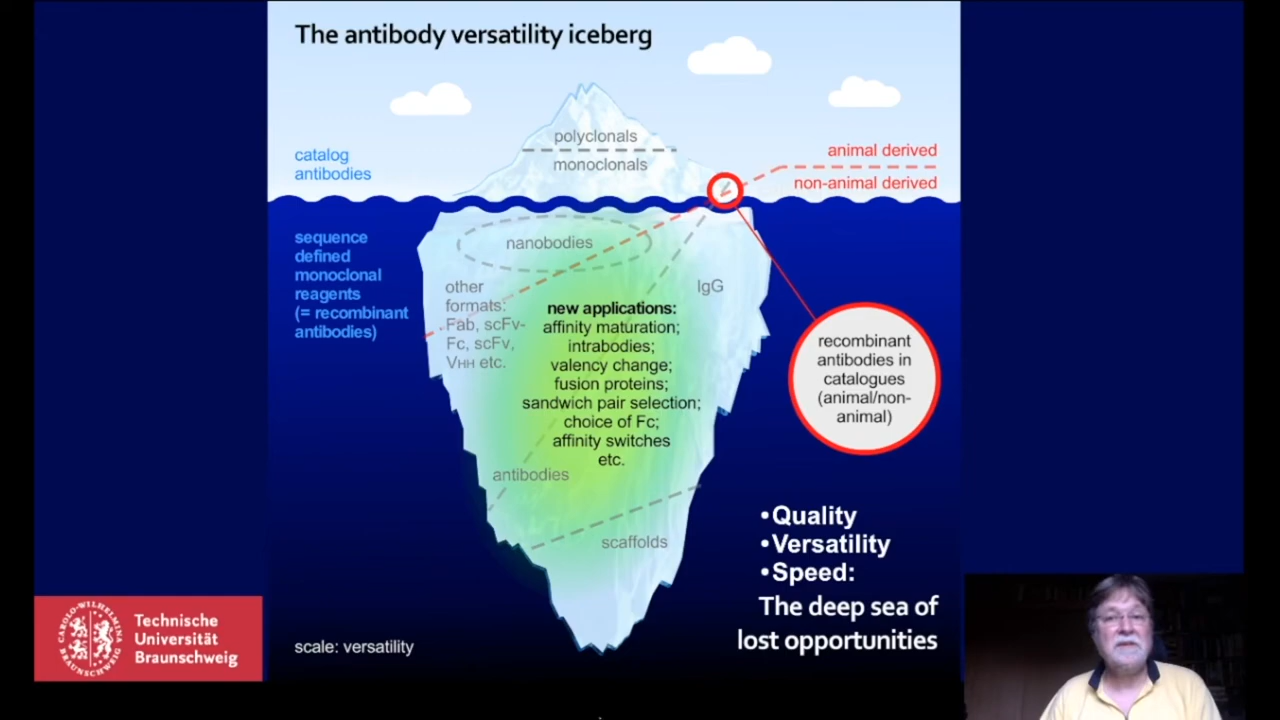 The antibody versatility iceberg
polyclonals
monoclonals
catalog
antibodies
animal derived
non-animal derived
sequence
defined
monoclonal
reagents
(= recombinant
antibodies)
nanobodies
other
formats:
Fab, scFv-
Fc, scFv,
VHH etc.
IgG
new applications:
affinity maturation;
intrabodies;
valency change;
fusion proteins;
sandwich pair selection;
choice of Fc;
affinity switches
etc.
recombinant
antibodies in
catalogues
(animal/non-
animal)
antibodies
scaffolds
•Quality
•Versatility
•Speed:
The deep sea of
lost opportunities
scale: versatility
CAROLO-WILHELMINA
BRAUNSCHWEIG
Technische
Universität
Braunschweig